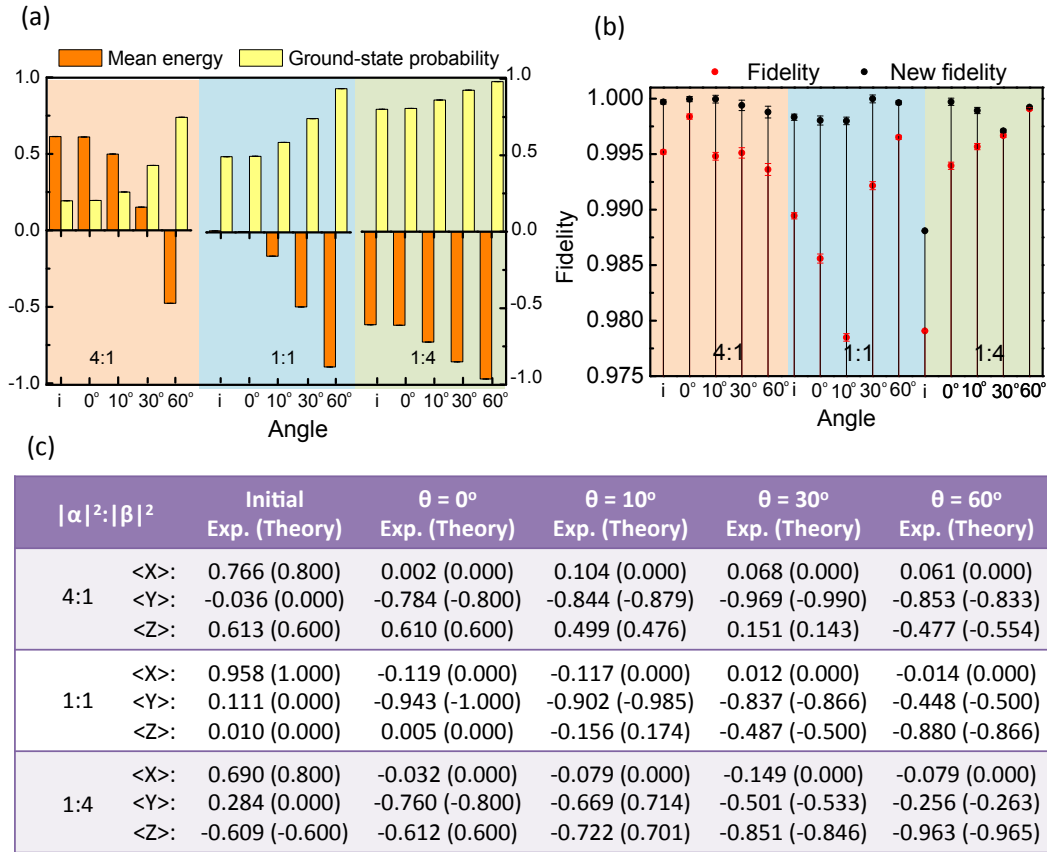 (a)
Mean energy Ground-state probability
1.0
0.5
0.0
-0.5
-1.0
1.0
0.5
0.0
-0.5
-1.0
4:1 1:1 1:4
i 0° 10° 30° 60° i 0° 10° 30° 60° i 0° 10° 30° 60°
Angle
(b)
Fidelity New fidelity
Fidelity
1.000
0.995
0.990
0.985
0.980
0.975
4:1 1:1 1:4
i 0° 10° 30° 60° i 0° 10° 30° 60° i 0° 10° 30° 60°
Angle
(c)
|α|²:|β|² Initial θ = 0° θ = 10° θ = 30° θ = 60°
Exp. (Theory) Exp. (Theory) Exp. (Theory) Exp. (Theory) Exp. (Theory)
<X>: 0.766 (0.800) 0.002 (0.000) 0.104 (0.000) 0.068 (0.000) 0.061 (0.000)
4:1 <Y>: -0.036 (0.000) -0.784 (-0.800) -0.844 (-0.879) -0.969 (-0.990) -0.853 (-0.833)
<Z>: 0.613 (0.600) 0.610 (0.600) 0.499 (0.476) 0.151 (0.143) -0.477 (-0.554)
<X>: 0.958 (1.000) -0.119 (0.000) -0.117 (0.000) 0.012 (0.000) -0.014 (0.000)
1:1 <Y>: 0.111 (0.000) -0.943 (-1.000) -0.902 (-0.985) -0.837 (-0.866) -0.448 (-0.500)
<Z>: 0.010 (0.000) 0.005 (0.000) -0.156 (0.174) -0.487 (-0.500) -0.880 (-0.866)
<X>: 0.690 (0.800) -0.032 (0.000) -0.079 (0.000) -0.149 (0.000) -0.079 (0.000)
1:4 <Y>: 0.284 (0.000) -0.760 (-0.800) -0.669 (0.714) -0.501 (-0.533) -0.256 (-0.263)
<Z>: -0.609 (-0.600) -0.612 (0.600) -0.722 (0.701) -0.851 (-0.846) -0.963 (-0.965)